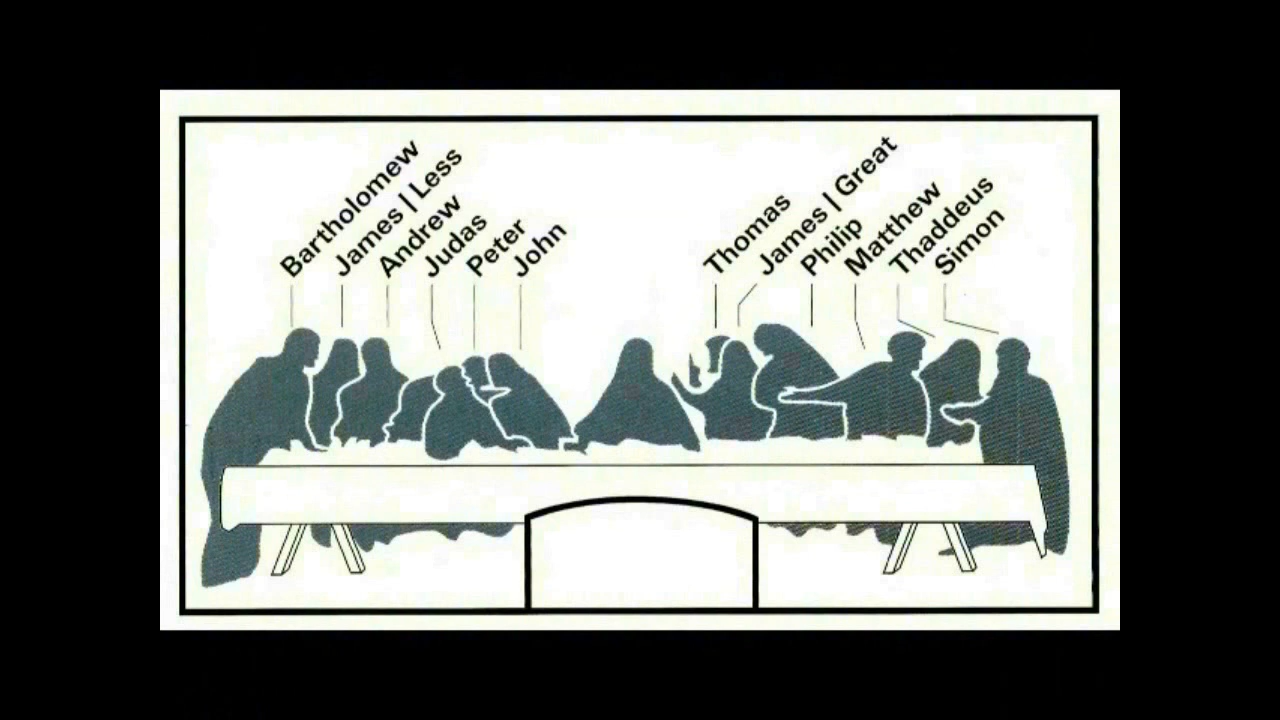 Bartholomew
James | Less
Andrew
Judas
Peter
John
Thomas
James | Great
Philip
Matthew
Thaddeus
Simon